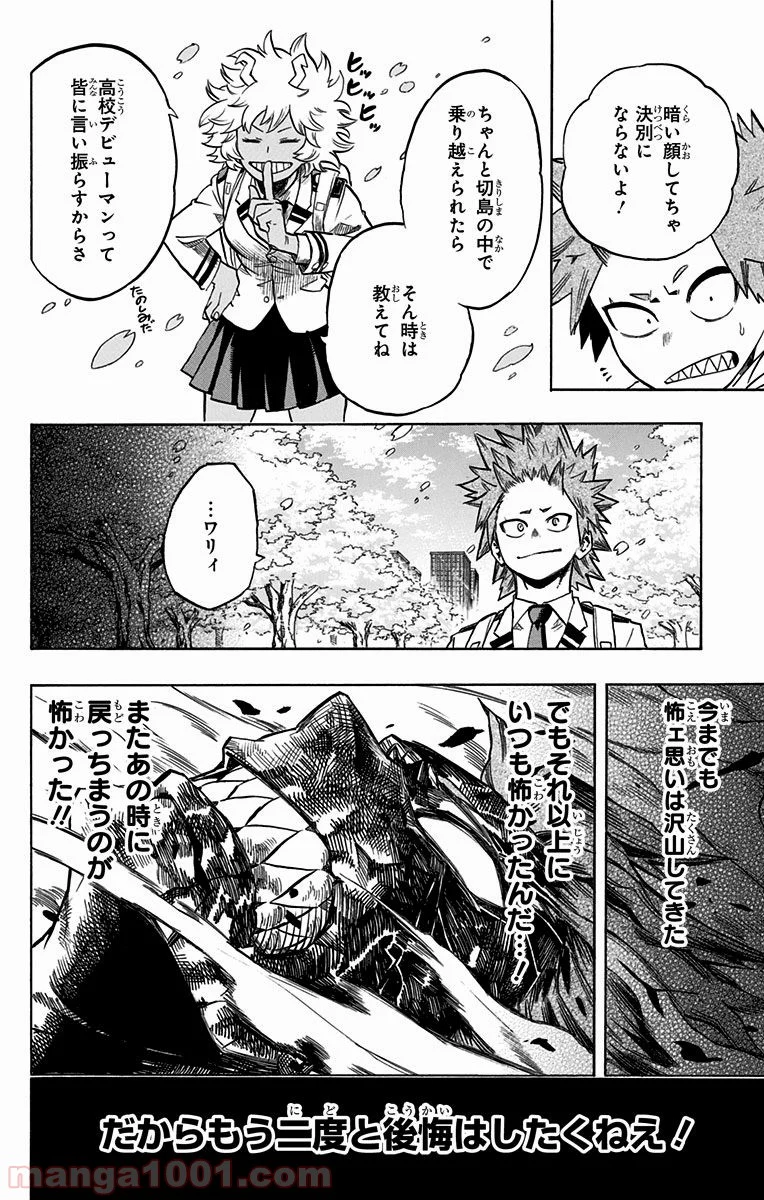 暗い顔してちゃ
決別に
ならないよ！
ちゃんと切島の中で
乗り越えられたら
そん時は
教えてね
高校デビューマンって
皆に言い振らすからさ
たのしみだ
…ワリィ
今までも
怖ェ思いは沢山してきた
でもそれ以上に
いつも怖かったんだ…！
またあの時に
戻っちまうのが
怖かった!!
だからもう二度と後悔はしたくねえ！
manga1001.com